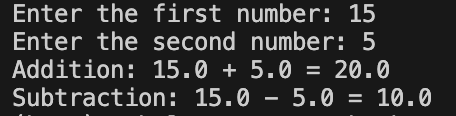 Enter the first number: 15
Enter the second number: 5
Addition: 15.0 + 5.0 = 20.0
Subtraction: 15.0 - 5.0 = 10.0